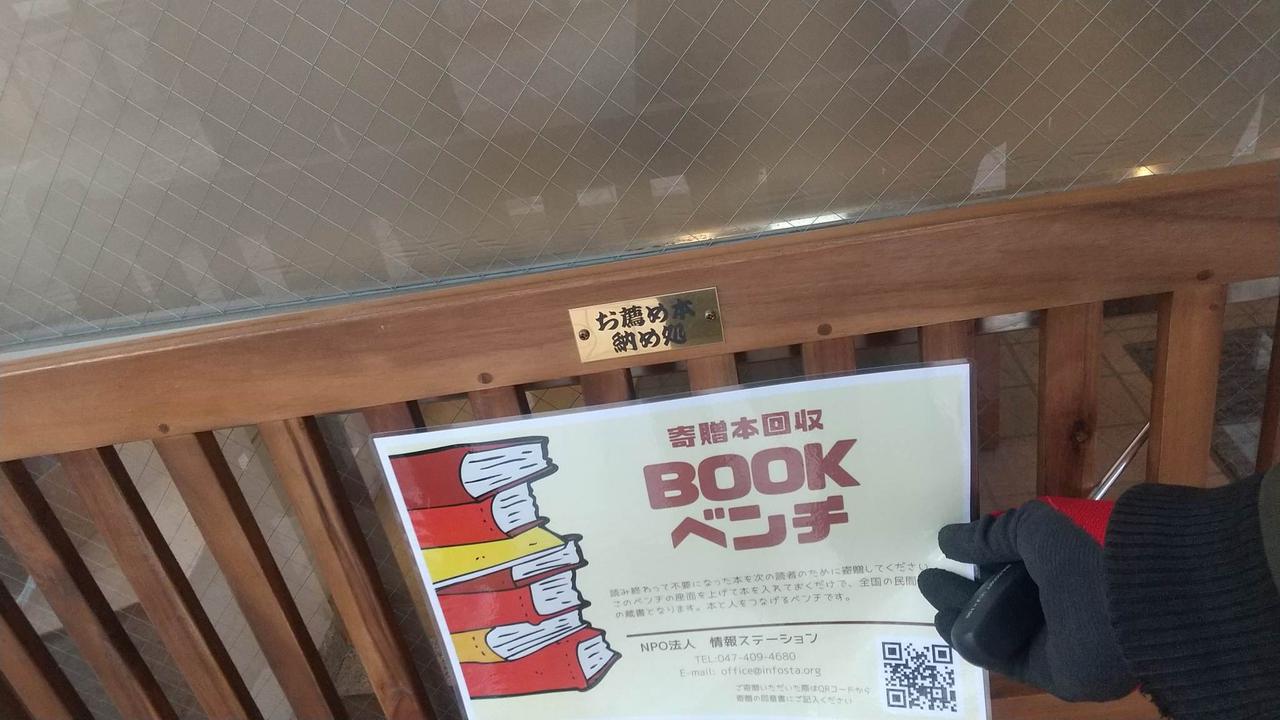 お薦め本
納め処
寄贈本回収
BOOK
ベンチ
読み終わって不要になった本を次の読者のために寄贈してください
このベンチの座面を上げて本を入れておくだけで、全国の民間
の蔵書となります。本と人をつなげるベンチです。
NPO法人 情報ステーション
TEL:047-409-4680
E-mail: office@infosta.org
ご寄贈いただいた際はQRコードから
寄贈の同意書にご記入ください